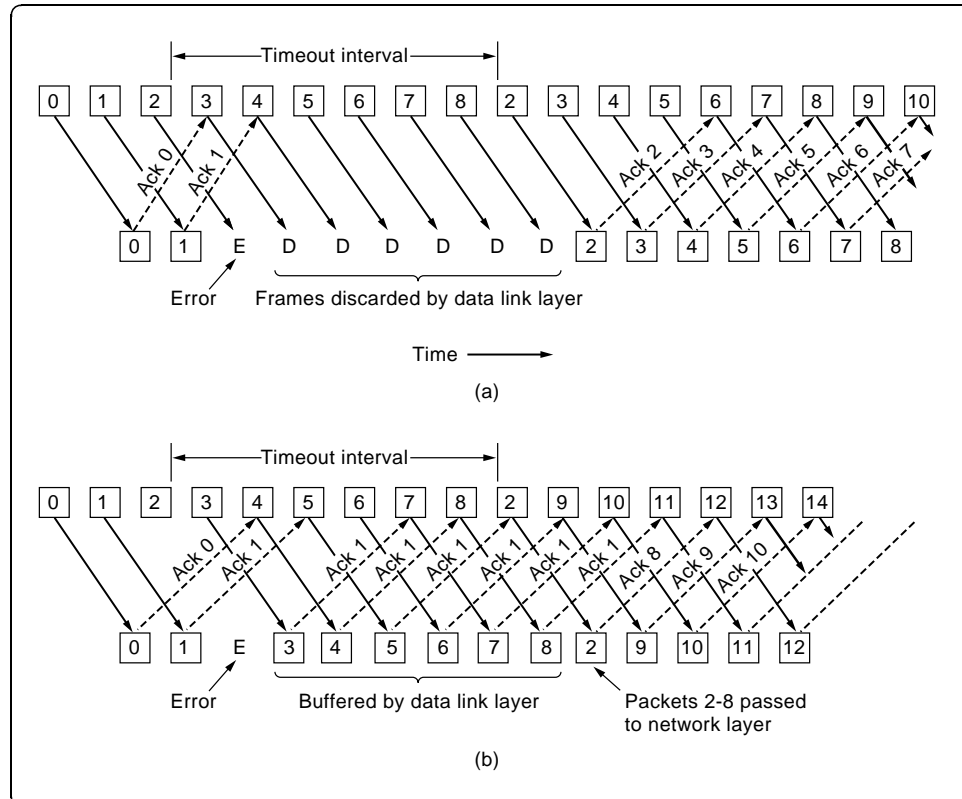 Timeout interval
0 1 2 3 4 5 6 7 8 2 3 4 5 6 7 8 9 10
Ack 0 Ack 1 Ack 2 Ack 3 Ack 4 Ack 5 Ack 6 Ack 7
0 1 E D D D D D D 2 3 4 5 6 7 8
Error Frames discarded by data link layer
Time
(a)
Timeout interval
0 1 2 3 4 5 6 7 8 2 9 10 11 12 13 14
Ack 0 Ack 1 Ack 1 Ack 1 Ack 1 Ack 1 Ack 1 Ack 1 Ack 8 Ack 9 Ack 10
0 1 E 3 4 5 6 7 8 2 9 10 11 12
Error Buffered by data link layer Packets 2-8 passed
to network layer
(b)